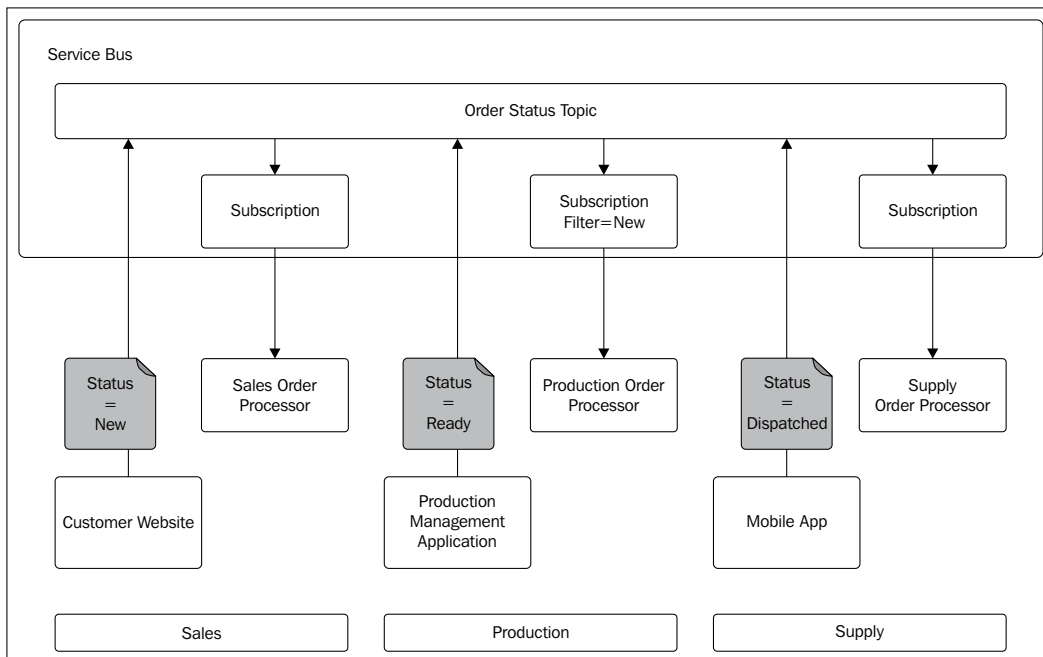 Service Bus
Order Status Topic
Subscription
Subscription
Filter=New
Subscription
Status
=
New
Sales Order
Processor
Status
=
Ready
Production Order
Processor
Status
=
Dispatched
Supply
Order Processor
Customer Website
Production
Management
Application
Mobile App
Sales
Production
Supply